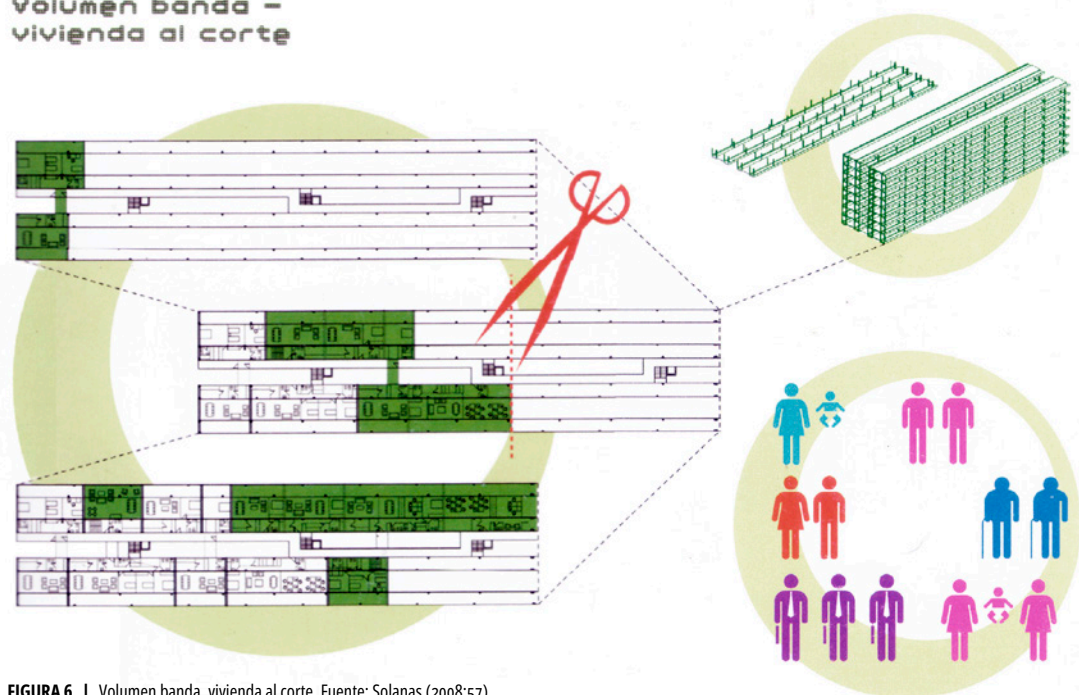 Volumen banda –
vivienda al corte
FIGURA 6. | Volumen banda, vivienda al corte. Fuente: Solanas (2008:57)